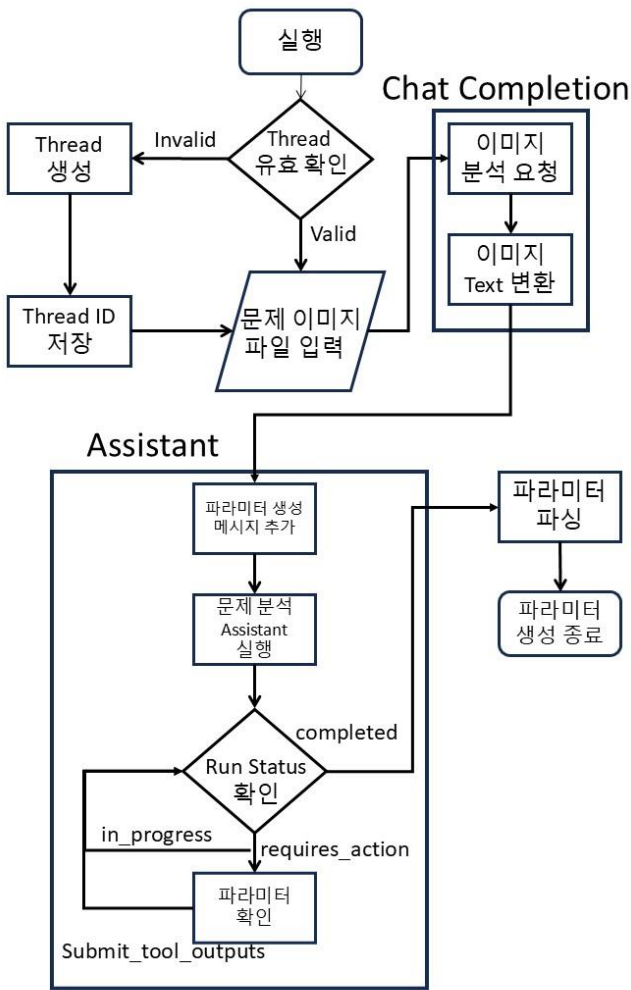 실행
Chat Completion
Thread
생성
Invalid
Thread
유효 확인
이미지
분석 요청
Valid
이미지
Text 변환
Thread ID
저장
문제 이미지
파일 입력
Assistant
파라미터 생성
메시지 추가
파라미터
파싱
문제 분석
Assistant
실행
파라미터
생성 종료
completed
Run Status
확인
in_progress
requires_action
파라미터
확인
Submit_tool_outputs